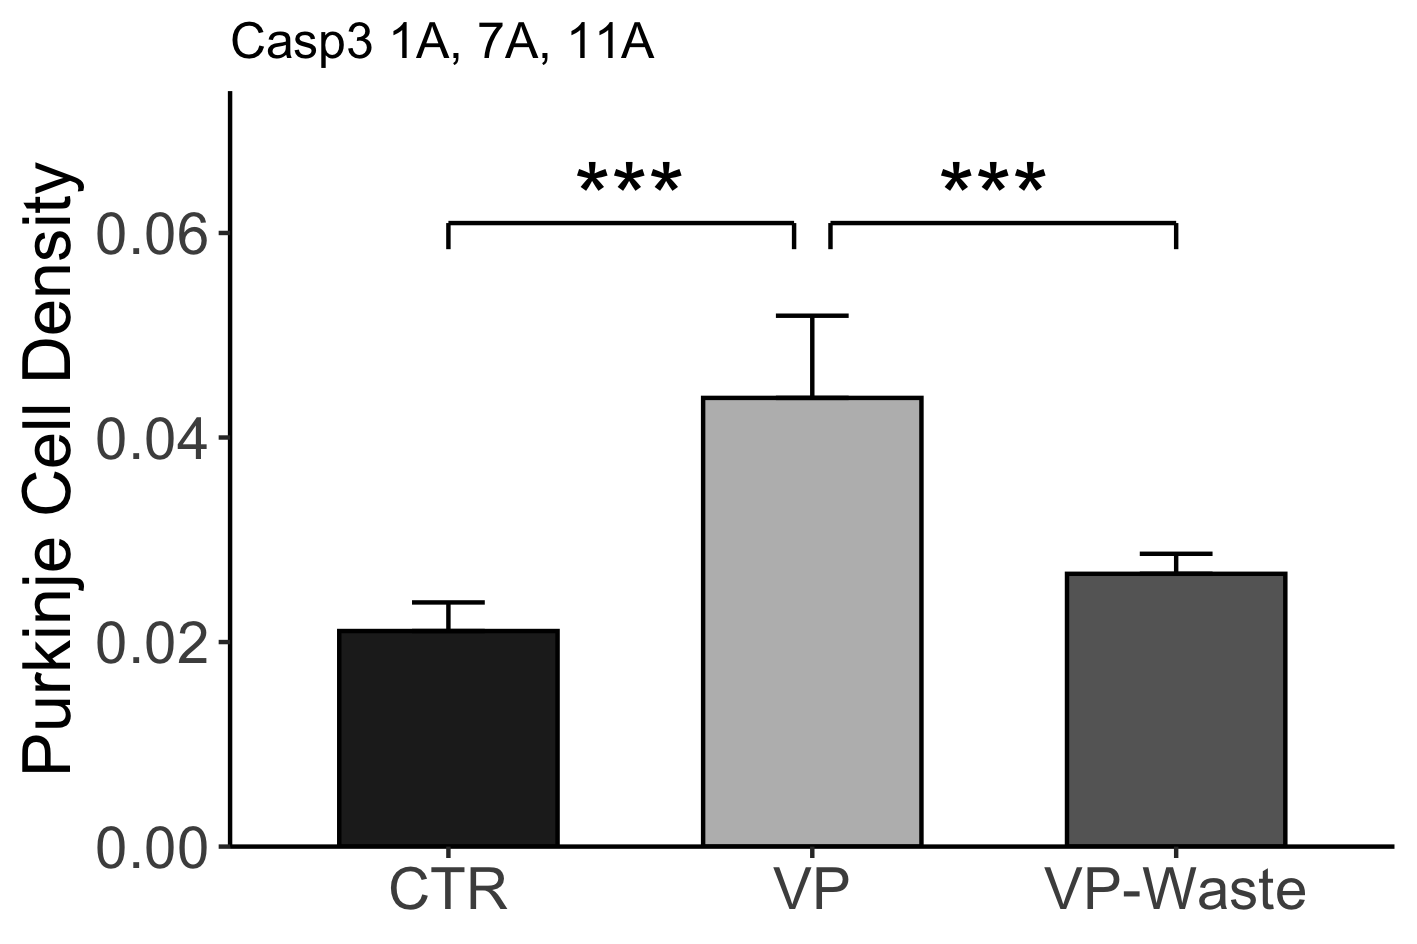 Casp3 1A, 7A, 11A
*** ***
Purkinje Cell Density
0.06
0.04
0.02
0.00
CTR VP VP-Waste